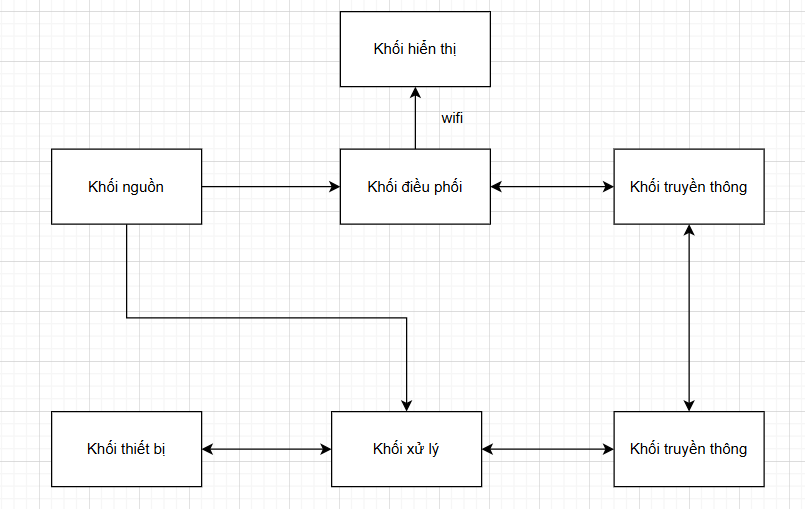 Khối hiển thị
wifi
Khối nguồn
Khối điều phối
Khối truyền thông
Khối thiết bị
Khối xử lý
Khối truyền thông